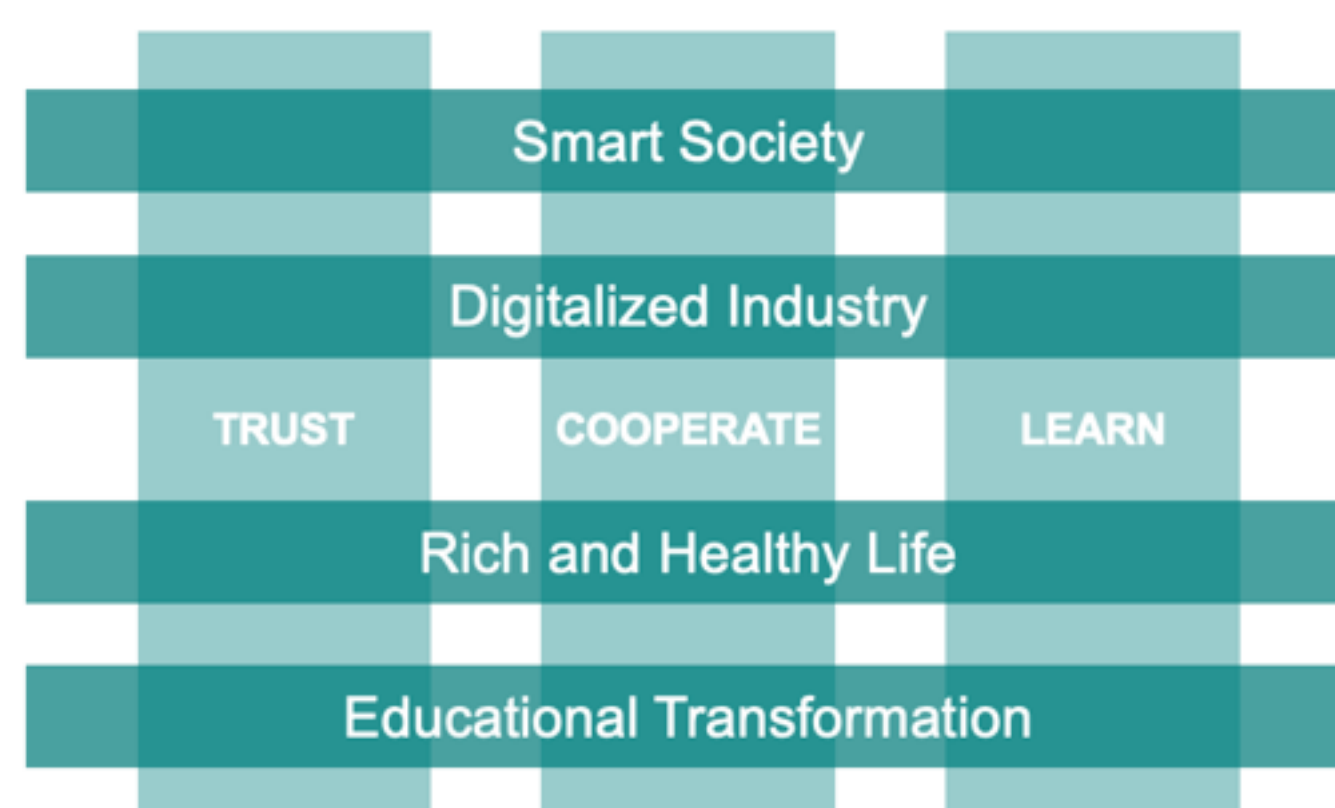 Smart Society
Digitalized Industry
TRUST COOPERATE LEARN
Rich and Healthy Life
Educational Transformation